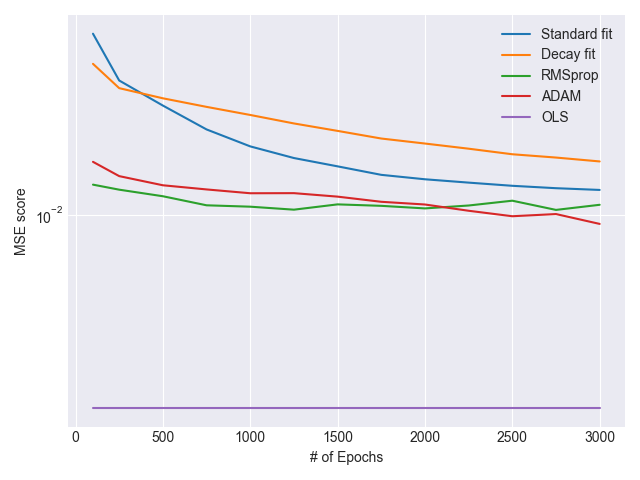 Standard fit
Decay fit
RMSprop
ADAM
OLS
MSE score
10⁻²
0 500 1000 1500 2000 2500 3000
# of Epochs